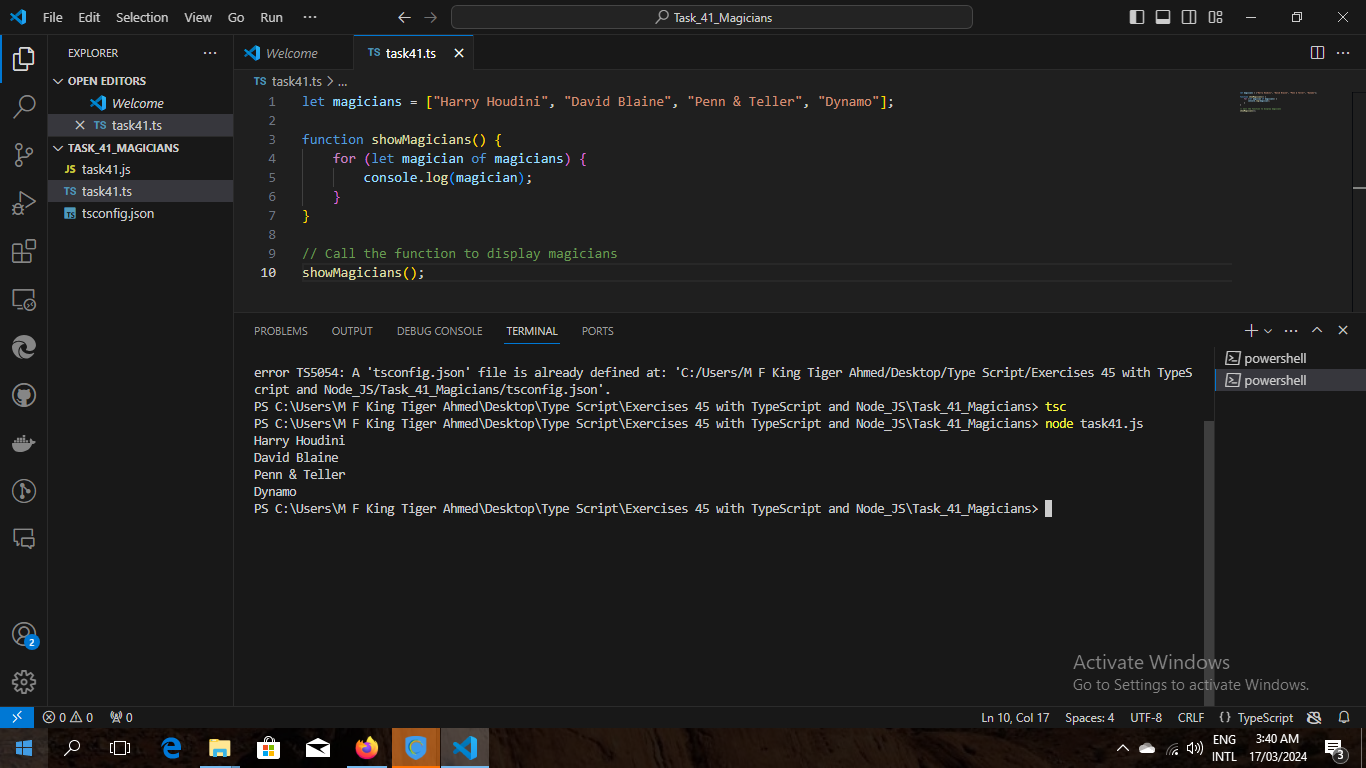 File Edit Selection View Go Run ···
Task_41_Magicians
EXPLORER
OPEN EDITORS
Welcome
TS task41.ts
TASK_41_MAGICIANS
JS task41.js
TS task41.ts
TS tsconfig.json
Welcome
TS task41.ts
TS task41.ts > ...
1 let magicians = ["Harry Houdini", "David Blaine", "Penn & Teller", "Dynamo"];
2
3 function showMagicians() {
4 for (let magician of magicians) {
5 console.log(magician);
6 }
7 }
8
9 // Call the function to display magicians
10 showMagicians();
PROBLEMS OUTPUT DEBUG CONSOLE TERMINAL PORTS
powershell
powershell
error TS5054: A 'tsconfig.json' file is already defined at: 'C:/Users/M F King Tiger Ahmed/Desktop/Type Script/Exercises 45 with TypeS
cript and Node_JS/Task_41_Magicians/tsconfig.json'.
PS C:\Users\M F King Tiger Ahmed\Desktop\Type Script\Exercises 45 with TypeScript and Node_JS\Task_41_Magicians> tsc
PS C:\Users\M F King Tiger Ahmed\Desktop\Type Script\Exercises 45 with TypeScript and Node_JS\Task_41_Magicians> node task41.js
Harry Houdini
David Blaine
Penn & Teller
Dynamo
PS C:\Users\M F King Tiger Ahmed\Desktop\Type Script\Exercises 45 with TypeScript and Node_JS\Task_41_Magicians>
Activate Windows
Go to Settings to activate Windows.
2
0 0 0
Ln 10, Col 17 Spaces: 4 UTF-8 CRLF {} TypeScript
ENG
INTL
3:40 AM
17/03/2024
3